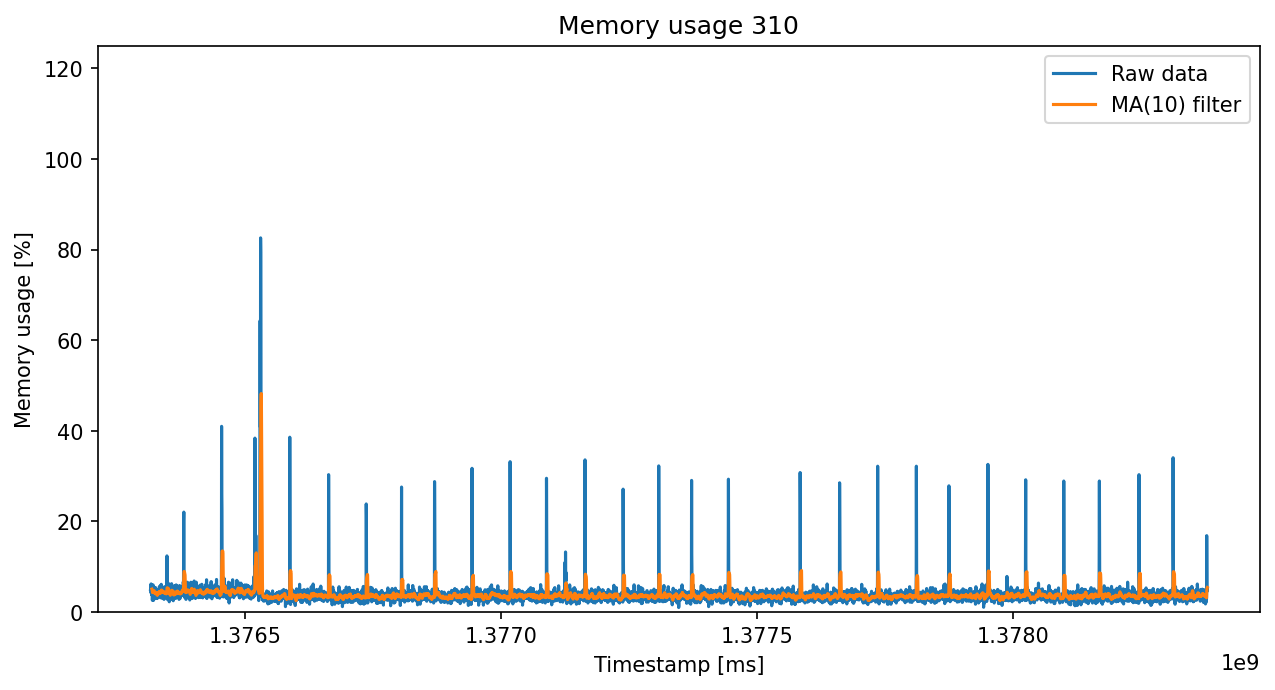 Memory usage 310
Raw data
MA(10) filter
Memory usage [%]
120
100
80
60
40
20
0
1.3765
1.3770
1.3775
1.3780
Timestamp [ms]
1e9